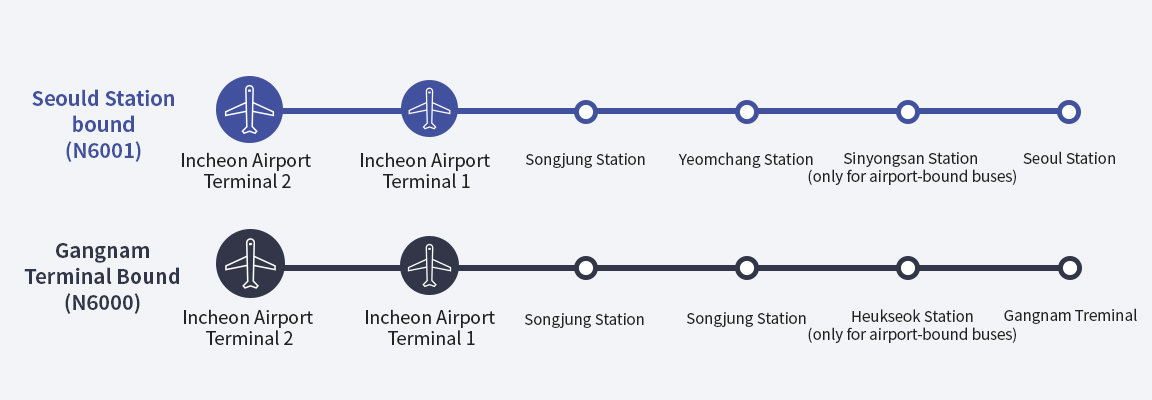 Seould Station
bound
(N6001)
Incheon Airport
Terminal 2
Incheon Airport
Terminal 1
Songjung Station
Yeomchang Station
Sinyongsan Station
(only for airport-bound buses)
Seoul Station
Gangnam
Terminal Bound
(N6000)
Incheon Airport
Terminal 2
Incheon Airport
Terminal 1
Songjung Station
Songjung Station
Heukseok Station
(only for airport-bound buses)
Gangnam Treminal